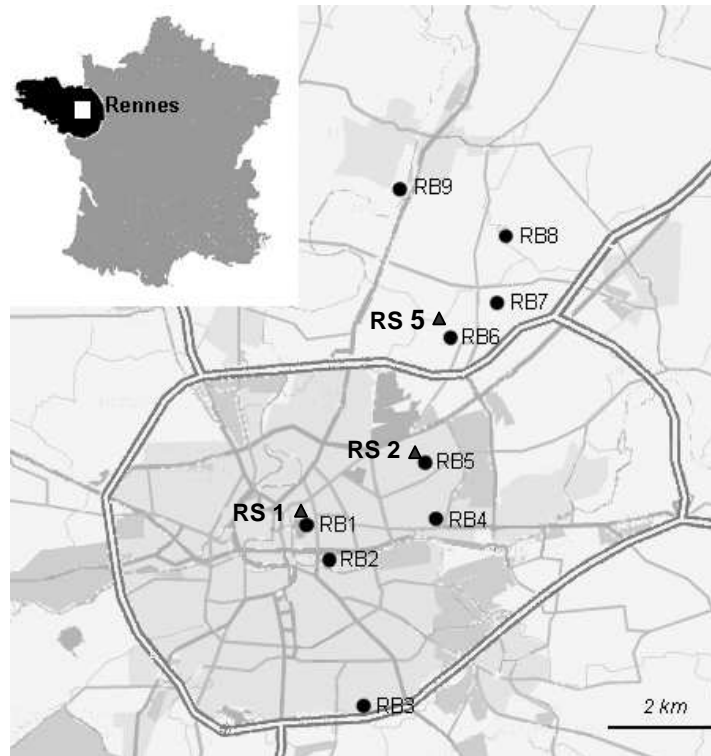 Rennes
RB9
RB8
RB7
RS 5
RB6
RS 2
RB5
RS 1
RB1
RB4
RB2
RB3
2 km